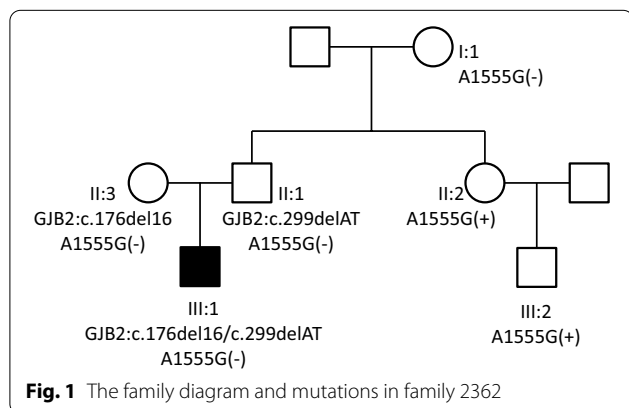 I:1
A1555G(-)
II:3
GJB2:c.176del16
A1555G(-)
II:1
GJB2:c.299delAT
A1555G(-)
II:2
A1555G(+)
III:1
GJB2:c.176del16/c.299delAT
A1555G(-)
III:2
A1555G(+)
Fig. 1 The family diagram and mutations in family 2362